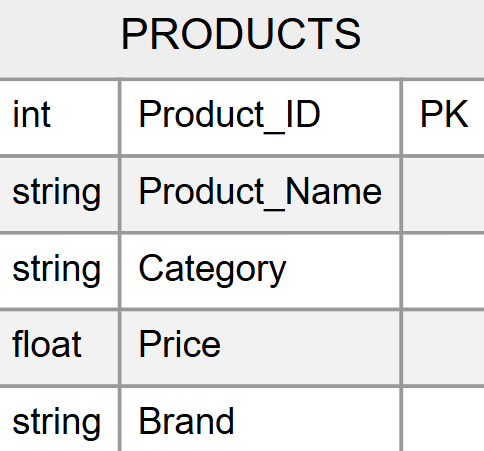 PRODUCTS
int Product_ID PK
string Product_Name
string Category
float Price
string Brand